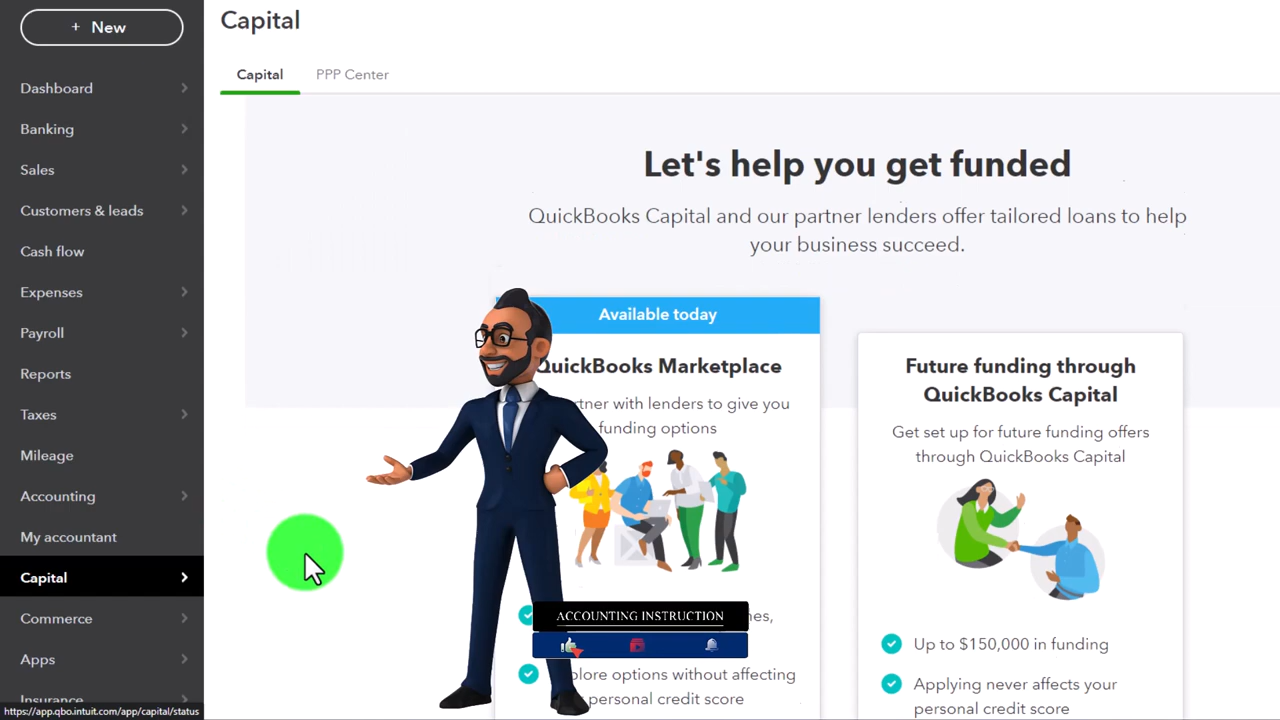 + New
Dashboard
Banking
Sales
Customers & leads
Cash flow
Expenses
Payroll
Reports
Taxes
Mileage
Accounting
My accountant
Capital
Commerce
Apps
Insurance
https://app.qbo.intuit.com/app/capital/status
Capital
Capital PPP Center
Let's help you get funded
QuickBooks Capital and our partner lenders offer tailored loans to help
your business succeed.
Available today
QuickBooks Marketplace
with lenders to give you
funding options
ACCOUNTING INSTRUCTION
options without affecting
personal credit score
Future funding through
QuickBooks Capital
Get set up for future funding offers
through QuickBooks Capital
Up to $150,000 in funding
Applying never affects your
personal credit score